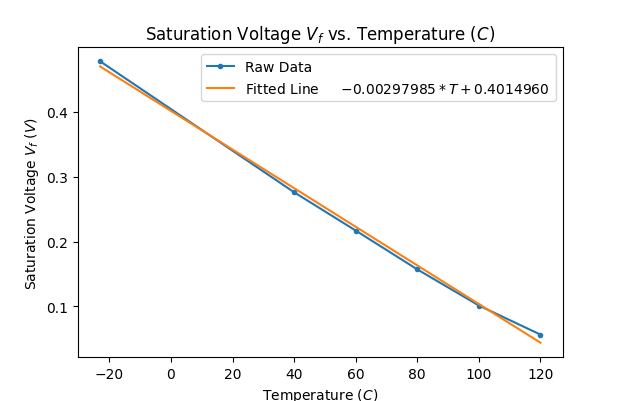 Saturation Voltage $V_f$ vs. Temperature ($C$)
Raw Data
Fitted Line $-0.00297985 * T + 0.4014960$
Saturation Voltage $V_f$ ($V$)
0.4
0.3
0.2
0.1
−20 0 20 40 60 80 100 120
Temperature ($C$)